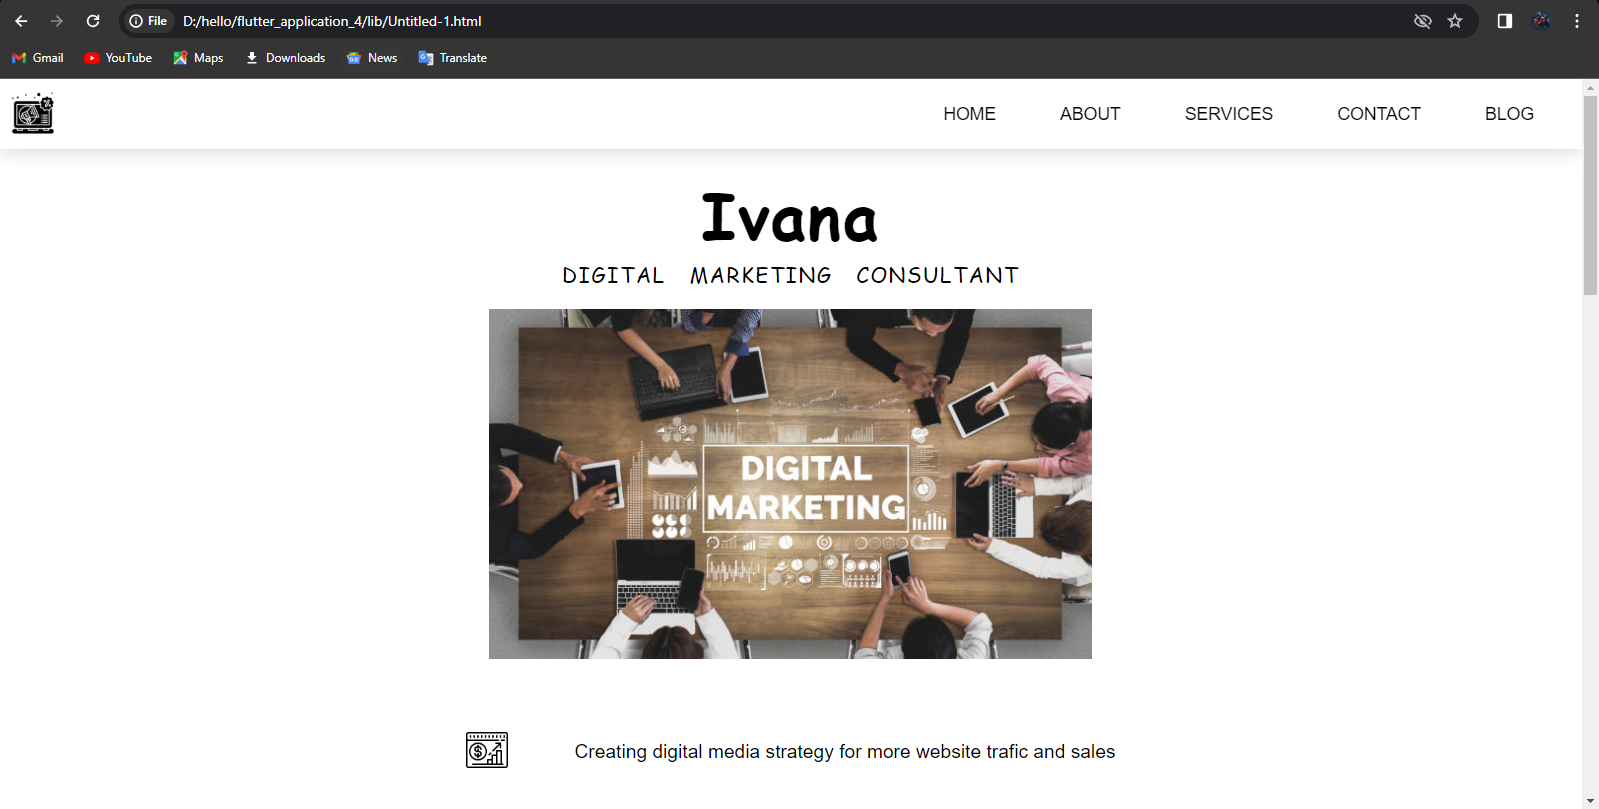 File D:/hello/flutter_application_4/lib/Untitled-1.html
Gmail YouTube Maps Downloads News Translate
HOME ABOUT SERVICES CONTACT BLOG
Ivana
DIGITAL MARKETING CONSULTANT
DIGITAL
MARKETING
Creating digital media strategy for more website trafic and sales